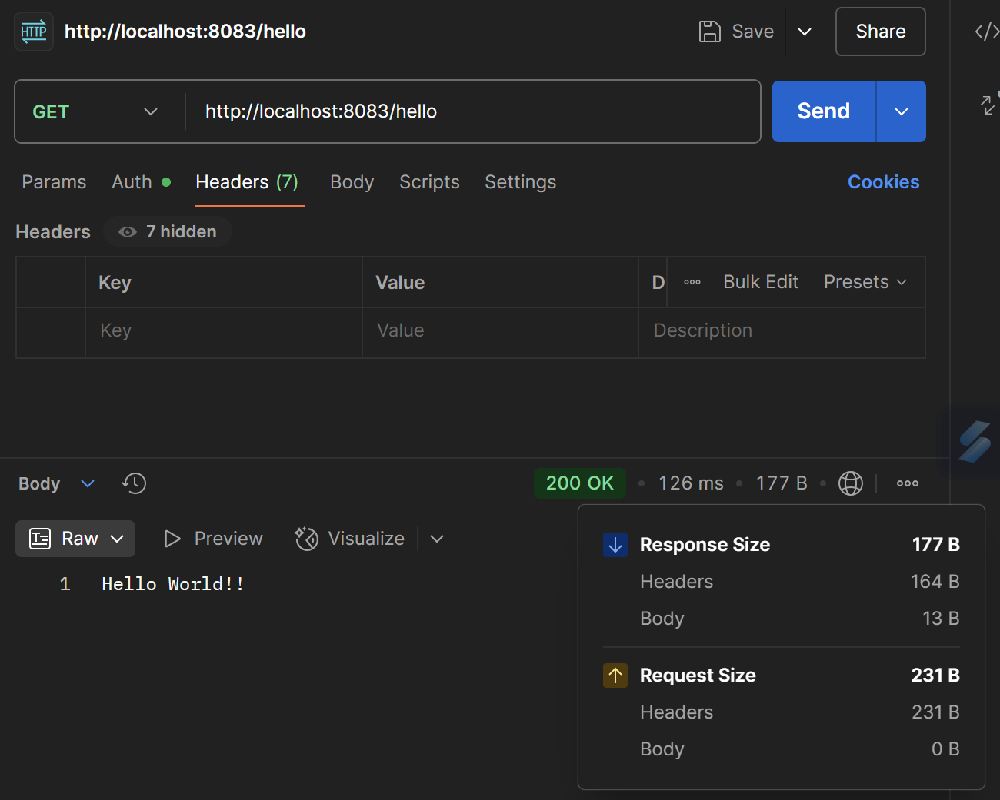 HTTP http://localhost:8083/hello Save Share
GET http://localhost:8083/hello Send
Params Auth Headers (7) Body Scripts Settings Cookies
Headers 7 hidden
Key Value D Bulk Edit Presets
Key Value Description
Body 200 OK 126 ms 177 B
Raw Preview Visualize
1 Hello World!!
Response Size 177 B
Headers 164 B
Body 13 B
Request Size 231 B
Headers 231 B
Body 0 B